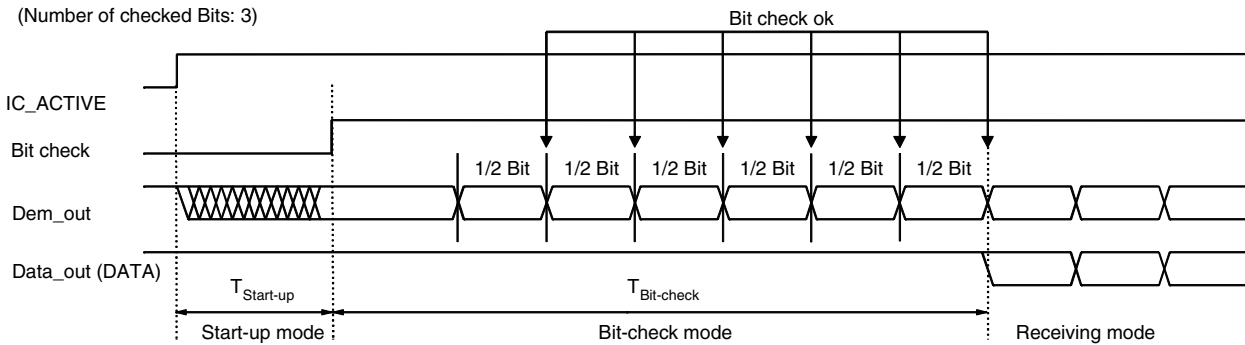 (Number of checked Bits: 3)
Bit check ok
IC_ACTIVE
Bit check
1/2 Bit 1/2 Bit 1/2 Bit 1/2 Bit 1/2 Bit 1/2 Bit
Dem_out
Data_out (DATA)
TStart-up TBit-check
Start-up mode Bit-check mode Receiving mode